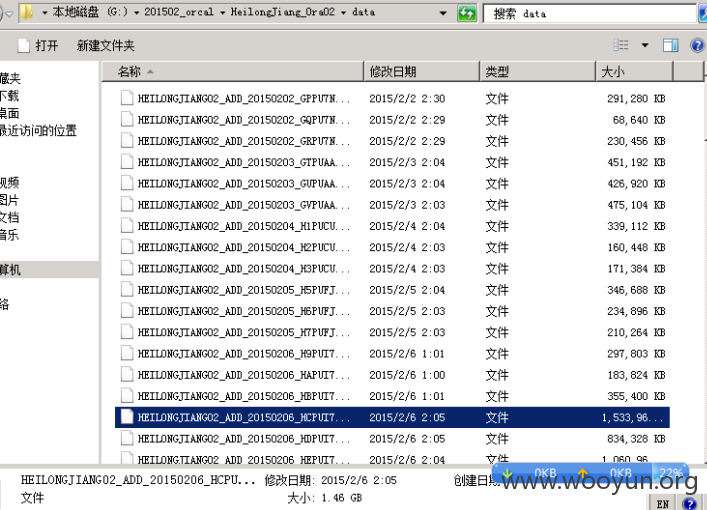 本地磁盘 (G:) 201502_orcal HeilongJiang_Ora02 data 搜索 data
打开 新建文件夹
名称 修改日期 类型 大小
HEILONGJIANG02_ADD_20150202_GPPU7N... 2015/2/2 2:30 文件 291,280 KB
HEILONGJIANG02_ADD_20150202_GQPU7N... 2015/2/2 2:29 文件 68,640 KB
HEILONGJIANG02_ADD_20150202_GRPU7N... 2015/2/2 2:29 文件 230,456 KB
HEILONGJIANG02_ADD_20150203_GTPUAA... 2015/2/3 2:04 文件 451,192 KB
HEILONGJIANG02_ADD_20150203_GUPUAA... 2015/2/3 2:04 文件 426,920 KB
HEILONGJIANG02_ADD_20150203_GVPUAA... 2015/2/3 2:03 文件 475,104 KB
HEILONGJIANG02_ADD_20150204_H1PUCU... 2015/2/4 2:04 文件 339,112 KB
HEILONGJIANG02_ADD_20150204_H2PUCU... 2015/2/4 2:03 文件 160,448 KB
HEILONGJIANG02_ADD_20150204_H3PUCU... 2015/2/4 2:03 文件 171,384 KB
HEILONGJIANG02_ADD_20150205_H5PUFJ... 2015/2/5 2:04 文件 346,688 KB
HEILONGJIANG02_ADD_20150205_H6PUFJ... 2015/2/5 2:03 文件 234,896 KB
HEILONGJIANG02_ADD_20150205_H7PUFJ... 2015/2/5 2:03 文件 210,264 KB
HEILONGJIANG02_ADD_20150206_H9PUI7... 2015/2/6 1:01 文件 297,803 KB
HEILONGJIANG02_ADD_20150206_HAPUI7... 2015/2/6 1:00 文件 183,824 KB
HEILONGJIANG02_ADD_20150206_HBPUI7... 2015/2/6 1:01 文件 355,400 KB
HEILONGJIANG02_ADD_20150206_HCPUI7... 2015/2/6 2:05 文件 1,533,96...
HEILONGJIANG02_ADD_20150206_HDPUI7... 2015/2/6 2:05 文件 834,328 KB
HEILONGJIANG02_ADD_20150206_HEPUI7... 2015/2/6 2:04 文件 1,060,96...
藏夹
下载
桌面
最近访问的位置
视频
图片
文档
音乐
算机
络
HEILONGJIANG02_ADD_20150206_HCPU... 修改日期: 2015/2/6 2:05 创建日期
文件 大小: 1.46 GB
0KB 0KB 22%
www.wooyun.org
EN